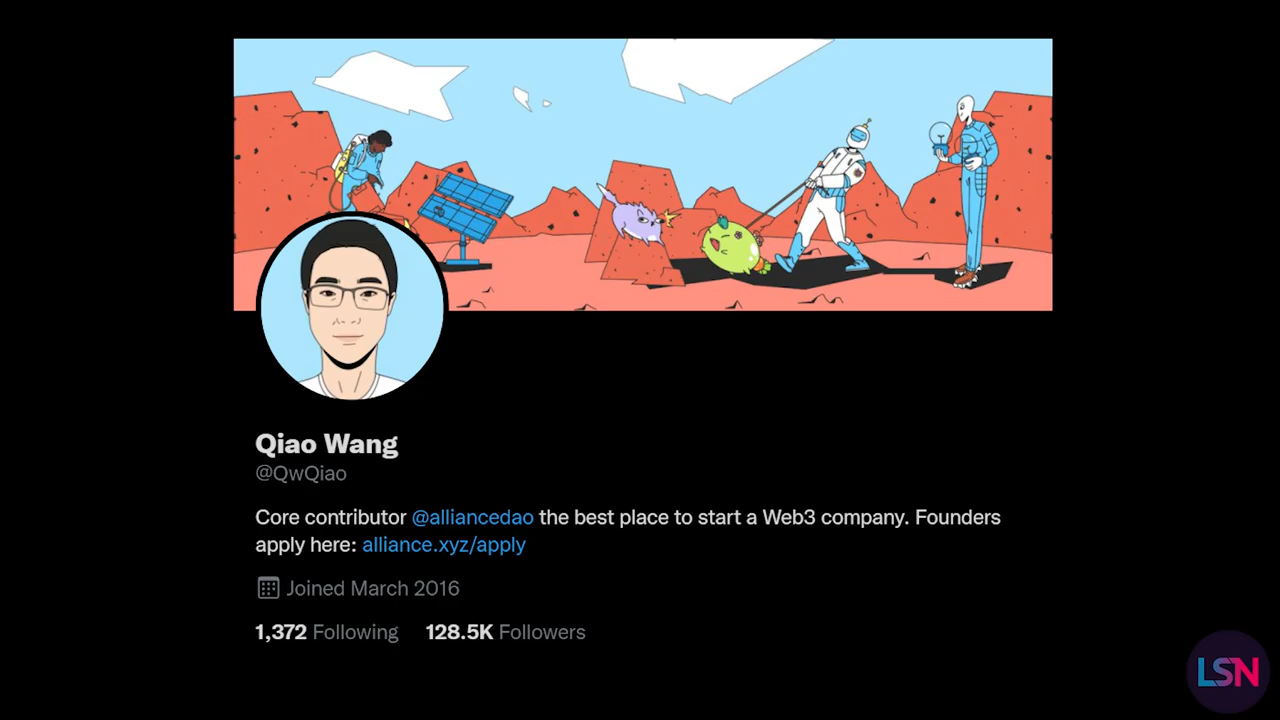 Qiao Wang
@QwQiao
Core contributor @alliancedao the best place to start a Web3 company. Founders
apply here: alliance.xyz/apply
Joined March 2016
1,372 Following 128.5K Followers
LSN